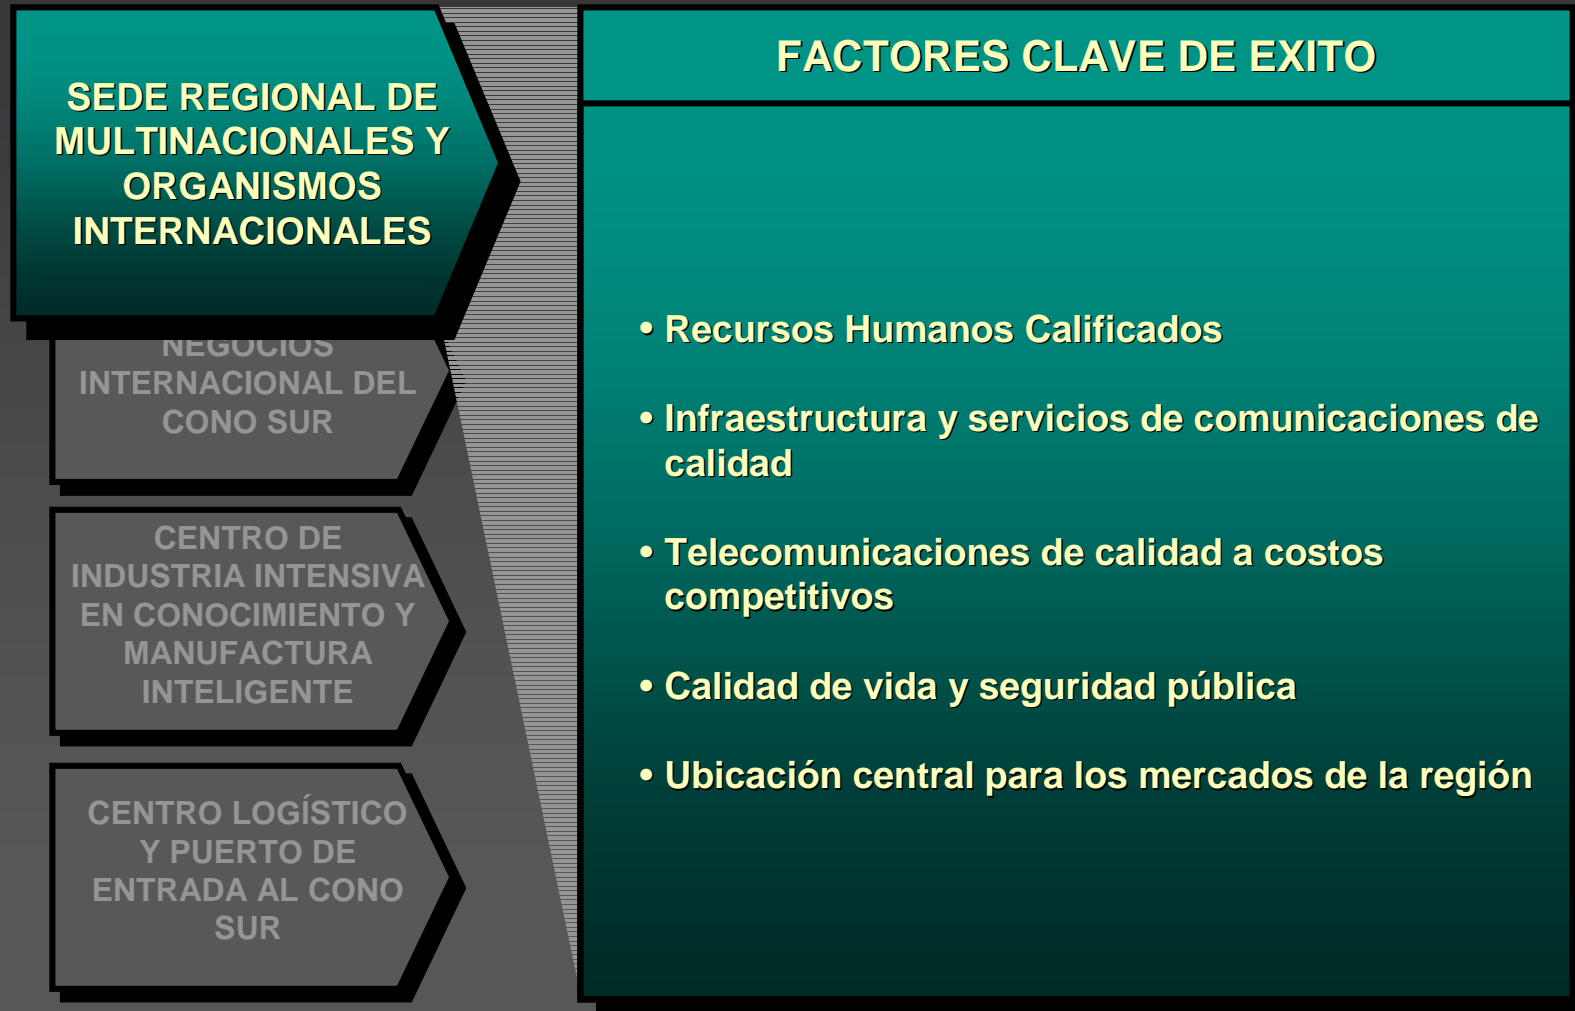 SEDE REGIONAL DE
MULTINACIONALES Y
ORGANISMOS
INTERNACIONALES
NEGOCIOS
INTERNACIONAL DEL
CONO SUR
CENTRO DE
INDUSTRIA INTENSIVA
EN CONOCIMIENTO Y
MANUFACTURA
INTELIGENTE
CENTRO LOGÍSTICO
Y PUERTO DE
ENTRADA AL CONO
SUR
FACTORES CLAVE DE EXITO
• Recursos Humanos Calificados
• Infraestructura y servicios de comunicaciones de
calidad
• Telecomunicaciones de calidad a costos
competitivos
• Calidad de vida y seguridad pública
• Ubicación central para los mercados de la región